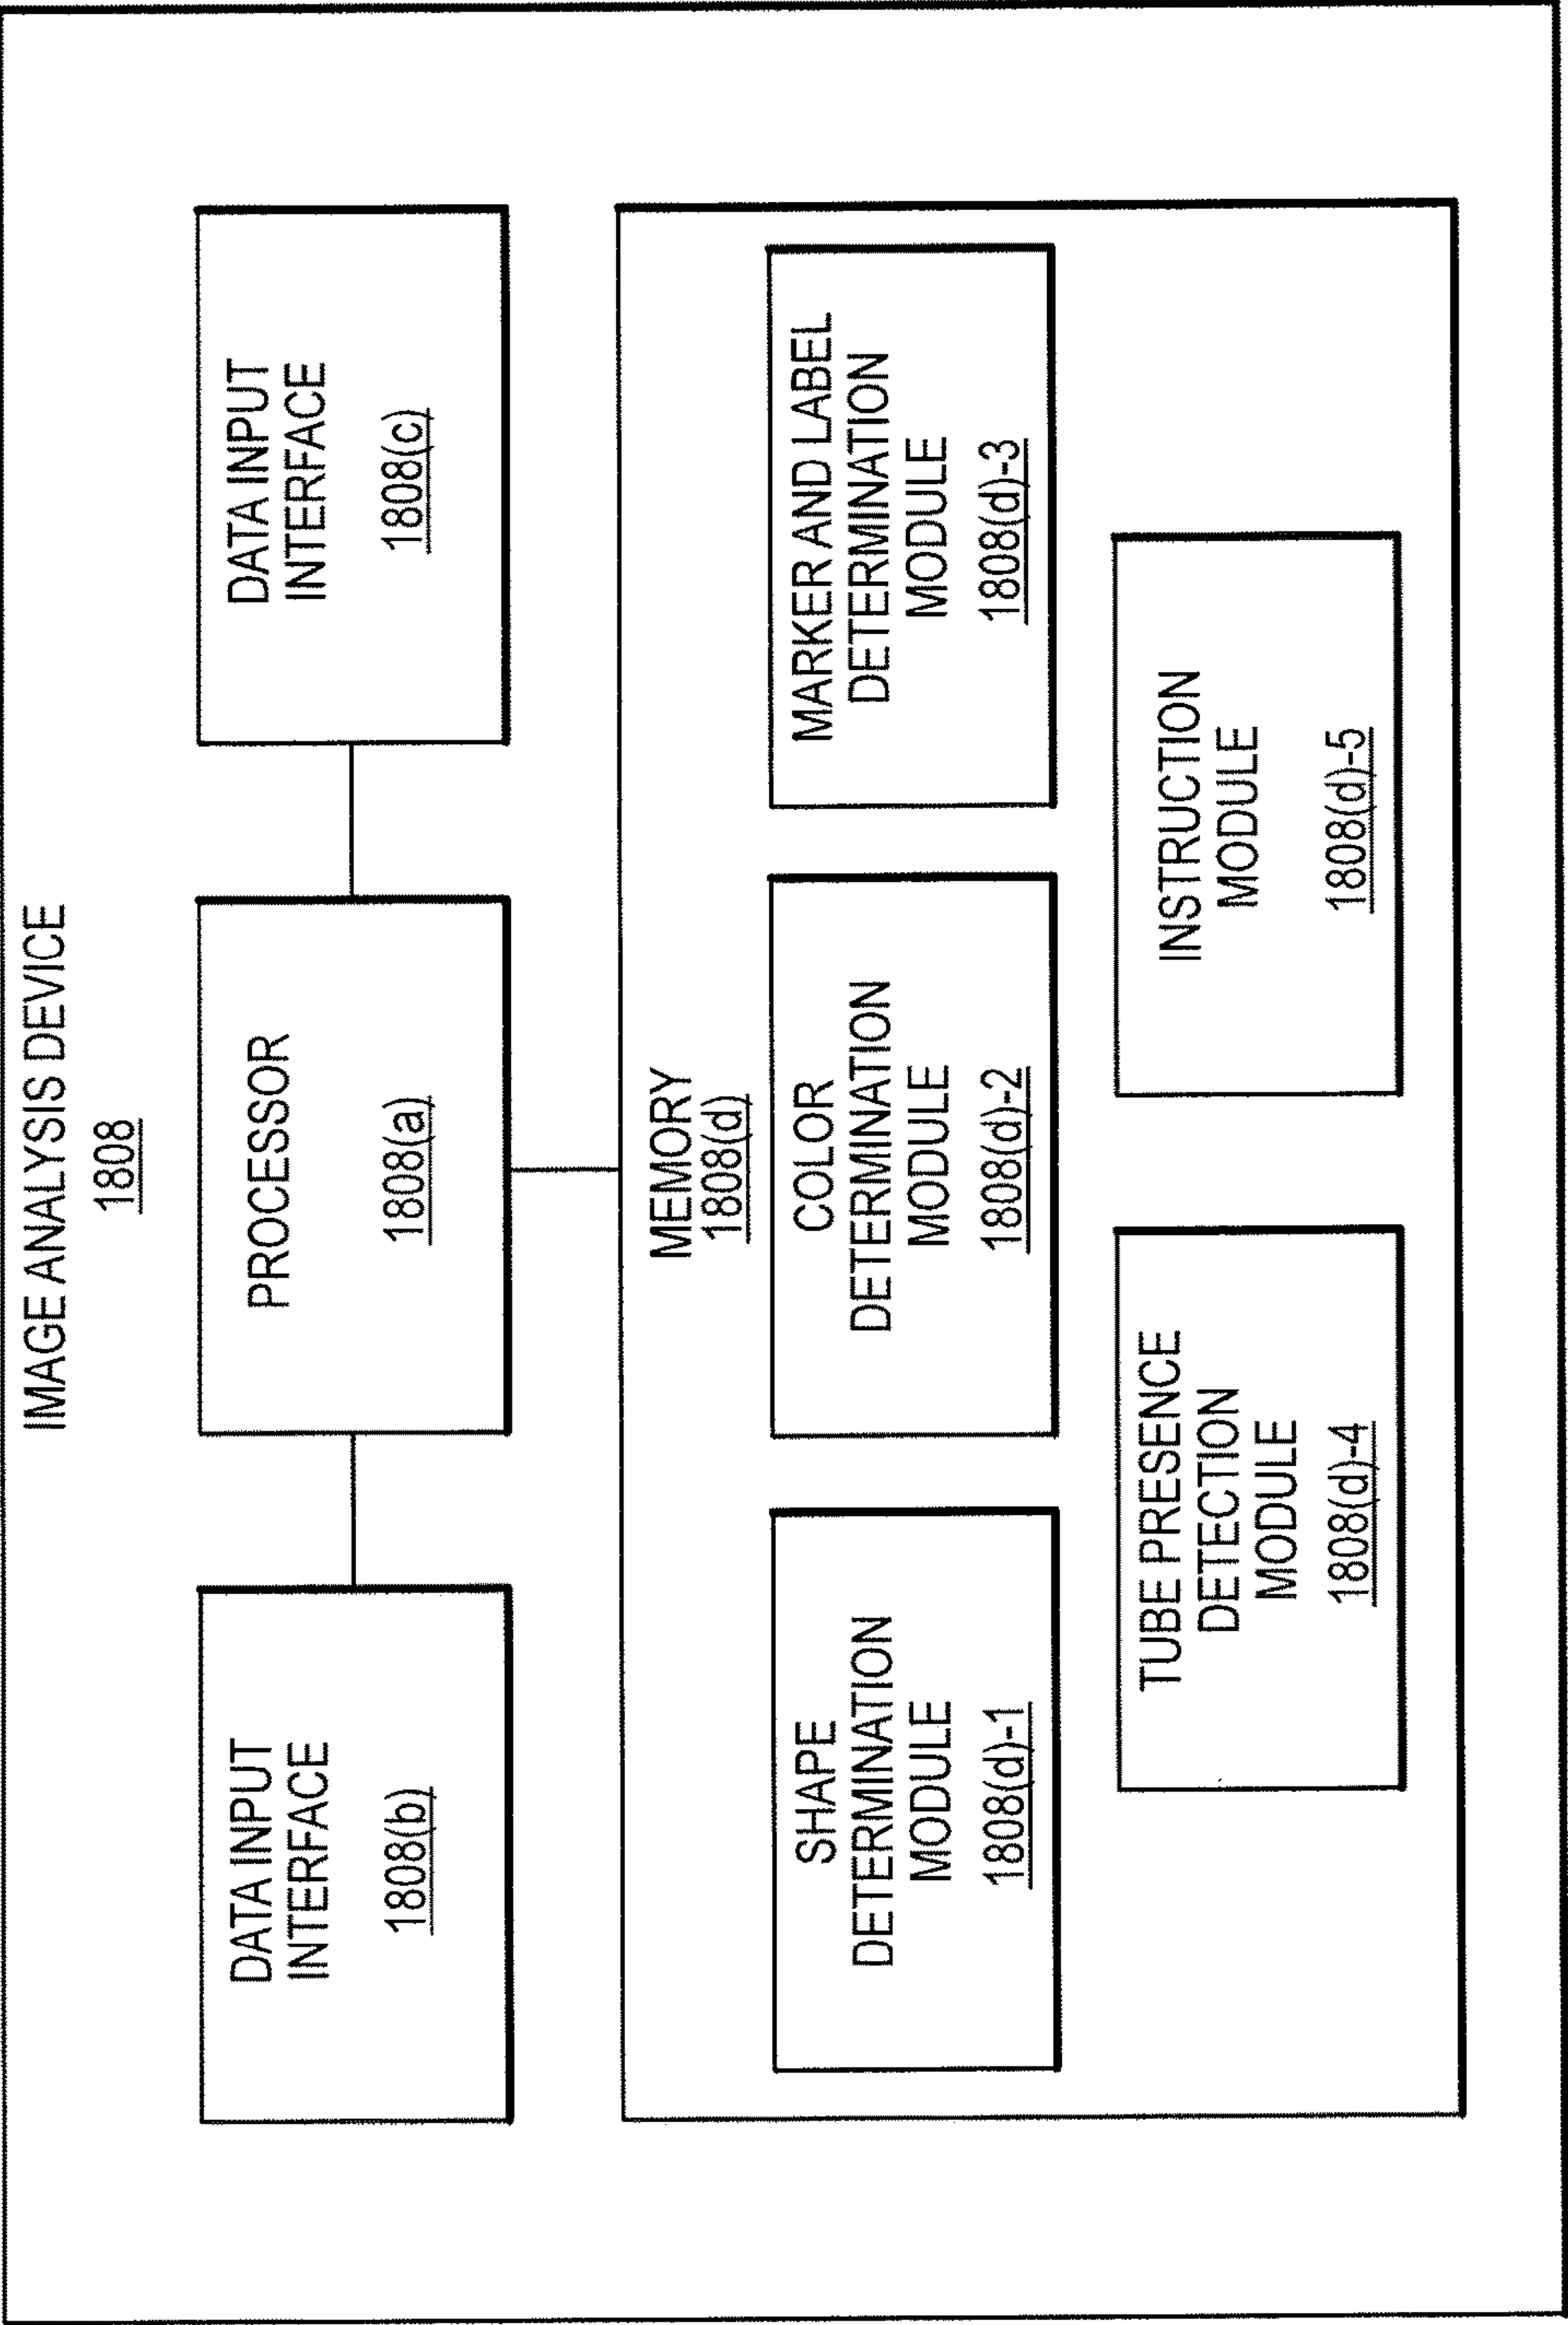 IMAGE ANALYSIS DEVICE
1808
DATA INPUT
INTERFACE
1808(b)
PROCESSOR
1808(a)
DATA INPUT
INTERFACE
1808(c)
MEMORY
1808(d)
SHAPE
DETERMINATION
MODULE
1808(d)-1
COLOR
DETERMINATION
MODULE
1808(d)-2
MARKER AND LABEL
DETERMINATION
MODULE
1808(d)-3
TUBE PRESENCE
DETECTION
MODULE
1808(d)-4
INSTRUCTION
MODULE
1808(d)-5